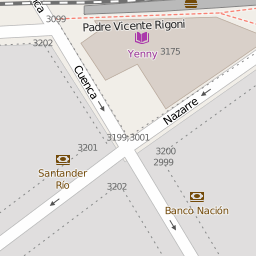 ca
3099
Padre Vicente Rigoni
Yenny
3175
3202
Cuenca
Nazarre
3199
3001
3201
3200
2999
Santander
Río
3202
Banco Nación